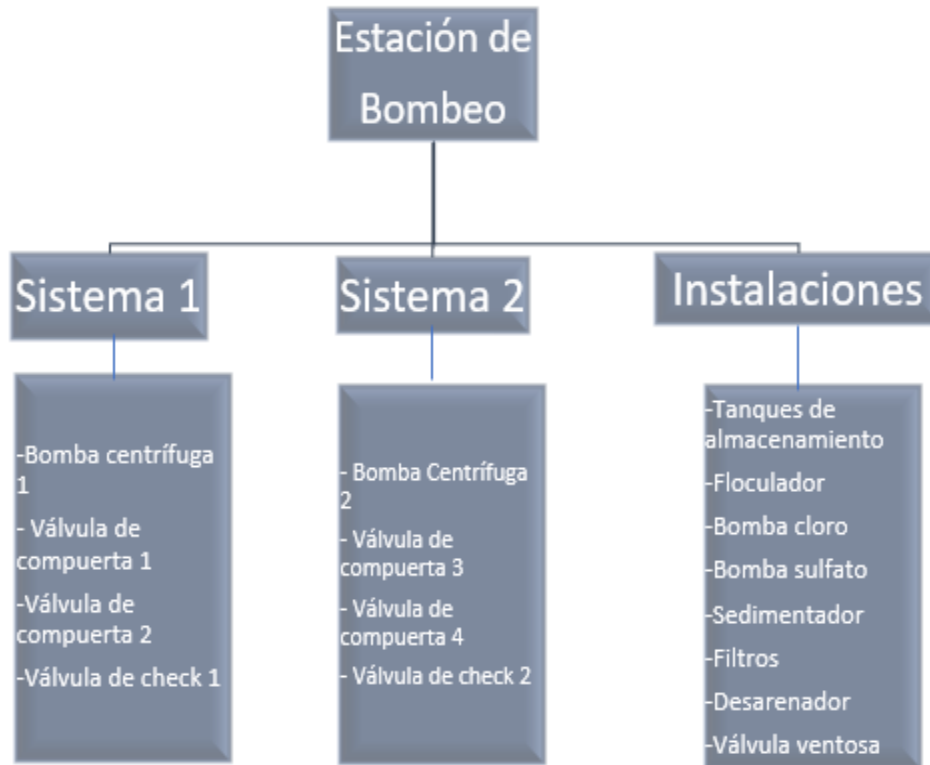 Estación de
Bombeo
Sistema 1
Sistema 2
Instalaciones
-Bomba centrífuga
1
- Válvula de
compuerta 1
-Válvula de
compuerta 2
-Válvula de check 1
- Bomba Centrífuga
2
- Válvula de
compuerta 3
- Válvula de
compuerta 4
- Válvula de check 2
-Tanques de
almacenamiento
-Floculador
-Bomba cloro
-Bomba sulfato
-Sedimentador
-Filtros
-Desarenador
-Válvula ventosa